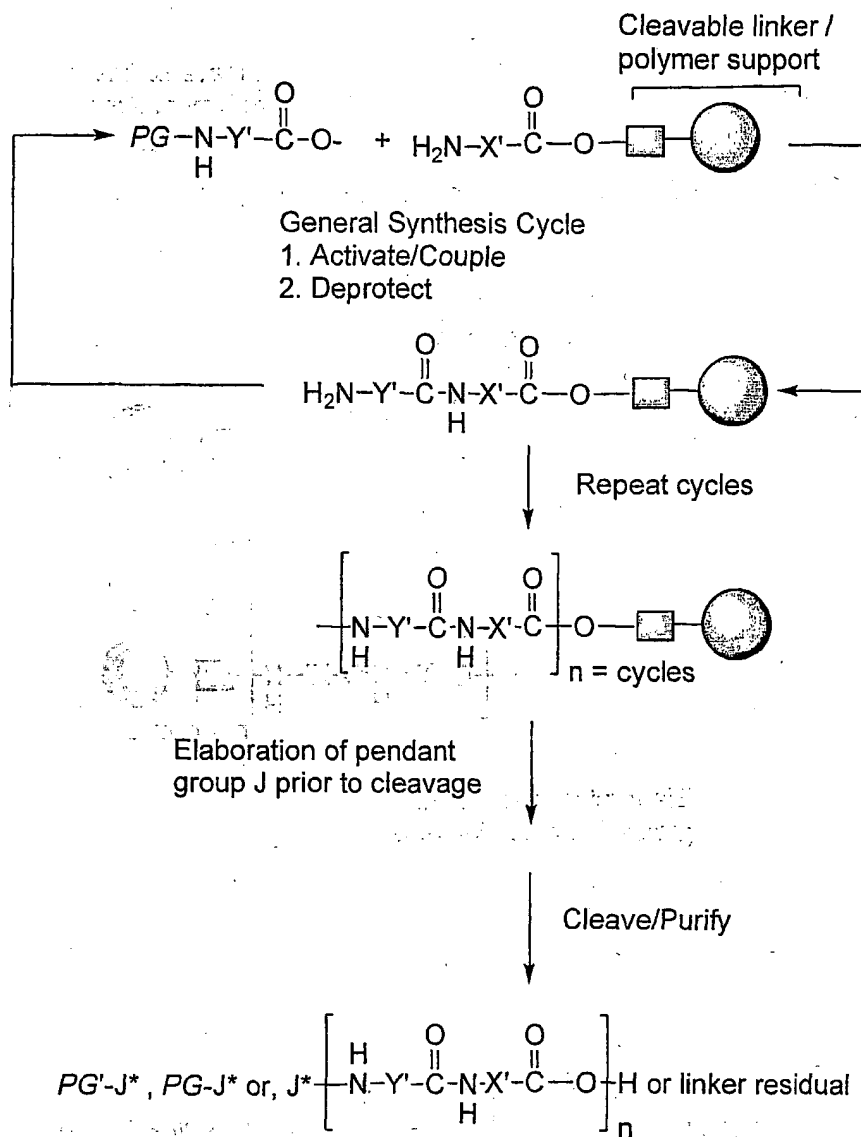 Cleavable linker /
polymer support
PG-N-Y'-C-O- + H2N-X'-C-O
O O
H
General Synthesis Cycle
1. Activate/Couple
2. Deprotect
O O
H2N-Y'-C-N-X'-C-O
H
Repeat cycles
O O
N-Y'-C-N-X'-C-O
H H
n = cycles
Elaboration of pendant
group J prior to cleavage
Cleave/Purify
H O O
PG'-J* , PG-J* or, J* N-Y'-C-N-X'-C-O-H or linker residual
H
n